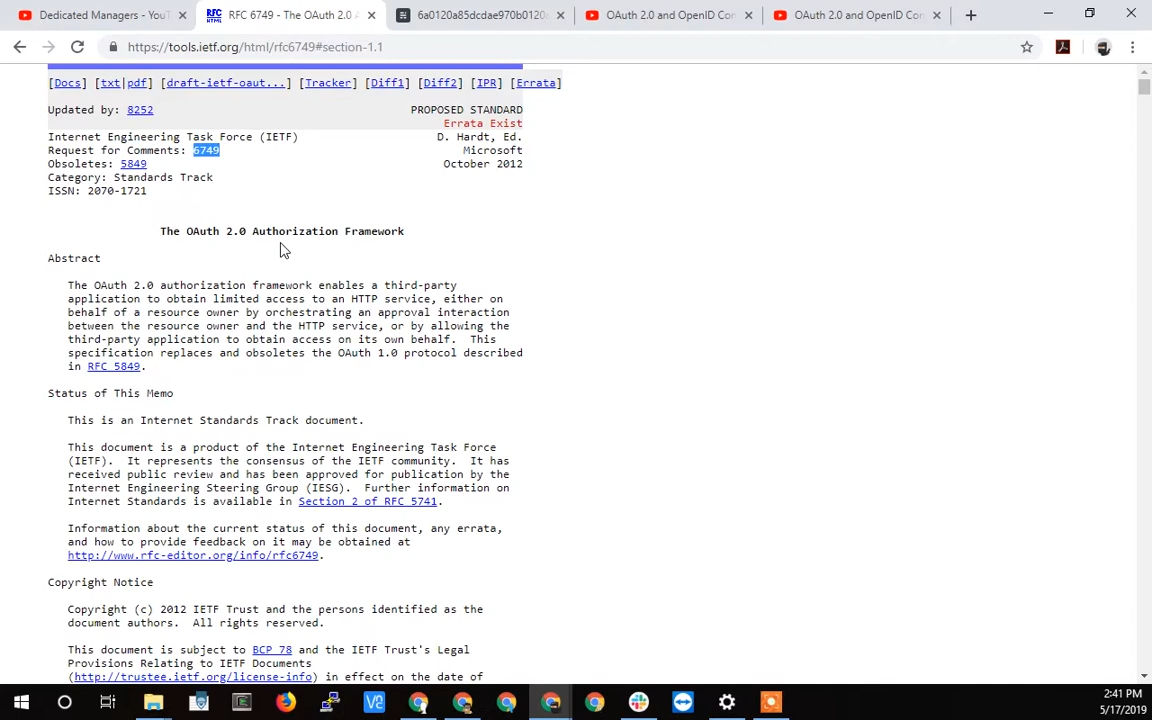 Dedicated Managers - YouT
RFC 6749 - The OAuth 2.0 A
6a0120a85dcdae970b0120
OAuth 2.0 and OpenID Con
OAuth 2.0 and OpenID Con
https://tools.ietf.org/html/rfc6749#section-1.1
[Docs] [txt|pdf] [draft-ietf-oaut...] [Tracker] [Diff1] [Diff2] [IPR] [Errata]
Updated by: 8252 PROPOSED STANDARD
Errata Exist
Internet Engineering Task Force (IETF) D. Hardt, Ed.
Request for Comments: 6749 Microsoft
Obsoletes: 5849 October 2012
Category: Standards Track
ISSN: 2070-1721
The OAuth 2.0 Authorization Framework
Abstract
The OAuth 2.0 authorization framework enables a third-party
application to obtain limited access to an HTTP service, either on
behalf of a resource owner by orchestrating an approval interaction
between the resource owner and the HTTP service, or by allowing the
third-party application to obtain access on its own behalf. This
specification replaces and obsoletes the OAuth 1.0 protocol described
in RFC 5849.
Status of This Memo
This is an Internet Standards Track document.
This document is a product of the Internet Engineering Task Force
(IETF). It represents the consensus of the IETF community. It has
received public review and has been approved for publication by the
Internet Engineering Steering Group (IESG). Further information on
Internet Standards is available in Section 2 of RFC 5741.
Information about the current status of this document, any errata,
and how to provide feedback on it may be obtained at
http://www.rfc-editor.org/info/rfc6749.
Copyright Notice
Copyright (c) 2012 IETF Trust and the persons identified as the
document authors. All rights reserved.
This document is subject to BCP 78 and the IETF Trust's Legal
Provisions Relating to IETF Documents
(http://trustee.ietf.org/license-info) in effect on the date of
2:41 PM
5/17/2019